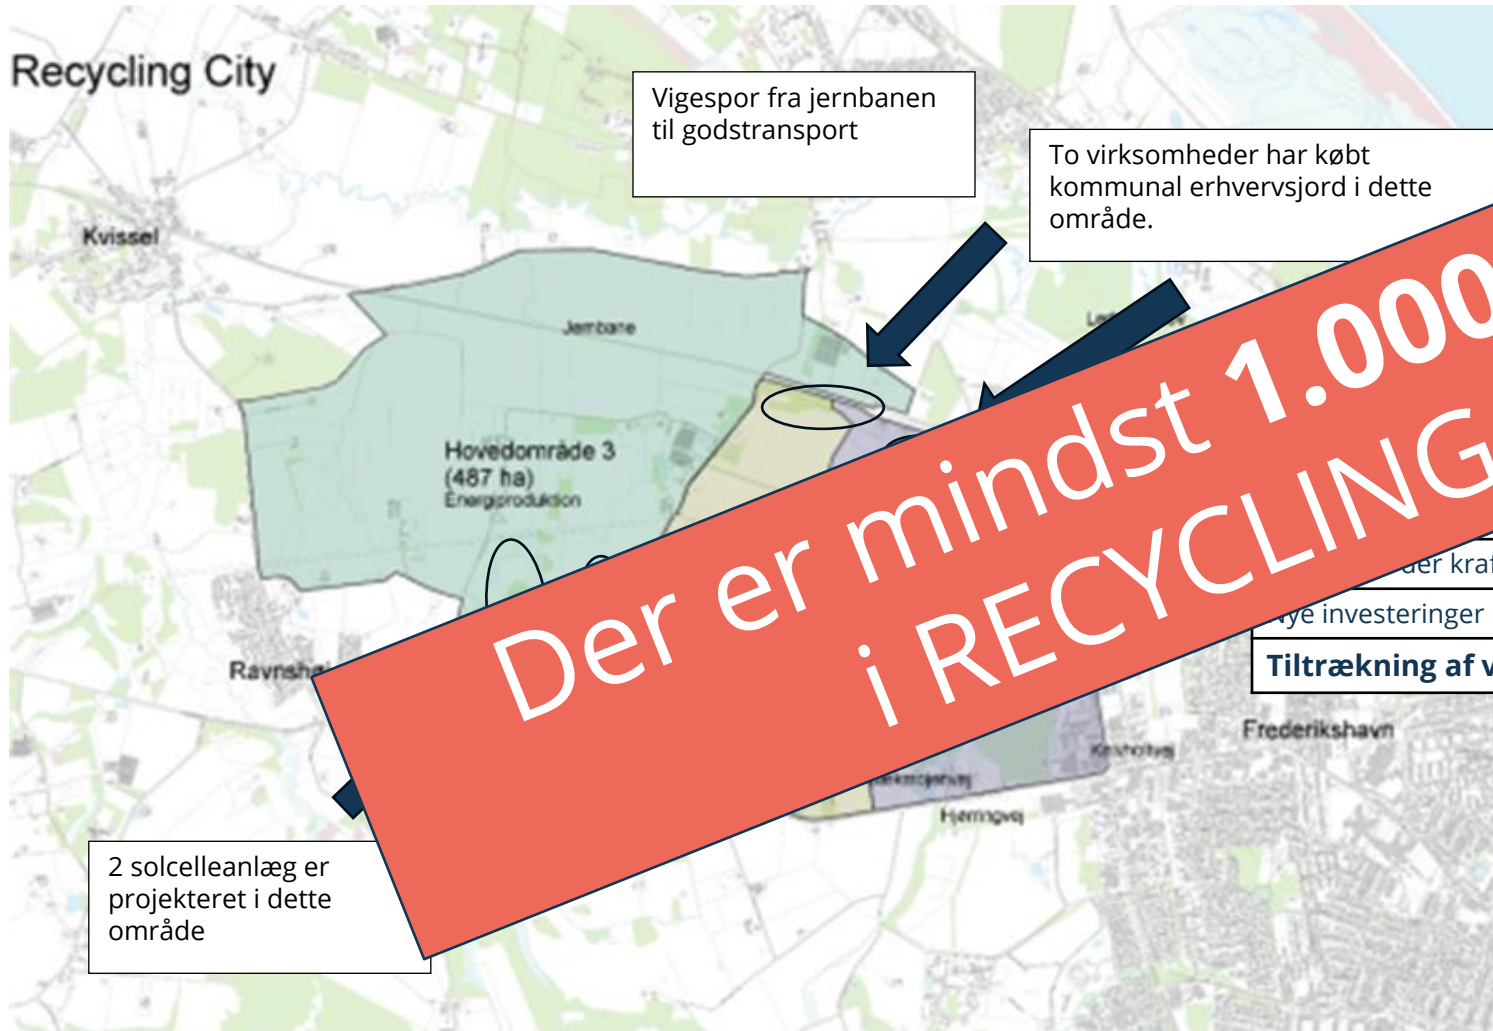 Recycling City
Vigespor fra jernbanen
til godstransport
To virksomheder har købt
kommunal erhvervsjord i dette
område.
Kvissel
Jernbane
Hovedområde 3
(487 ha)
Energiproduktion
Der er mindst 1.000
i RECYCLING
investeringer
Tiltrækning af v
Frederikshavn
Hjørringvej
2 solcelleanlæg er
projekteret i dette
område